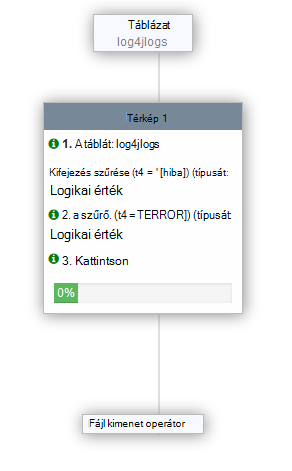 Táblázat
log4jlogs
Térkép 1
1. A táblát: log4jlogs
Kifejezés szűrése (t4 = ' [hiba]) (típusát:
Logikai érték
2. a szűrő. (t4 = TERROR]) (típusát
Logikai érték
3. Kattintson
0%
Fájl kimenet operátor